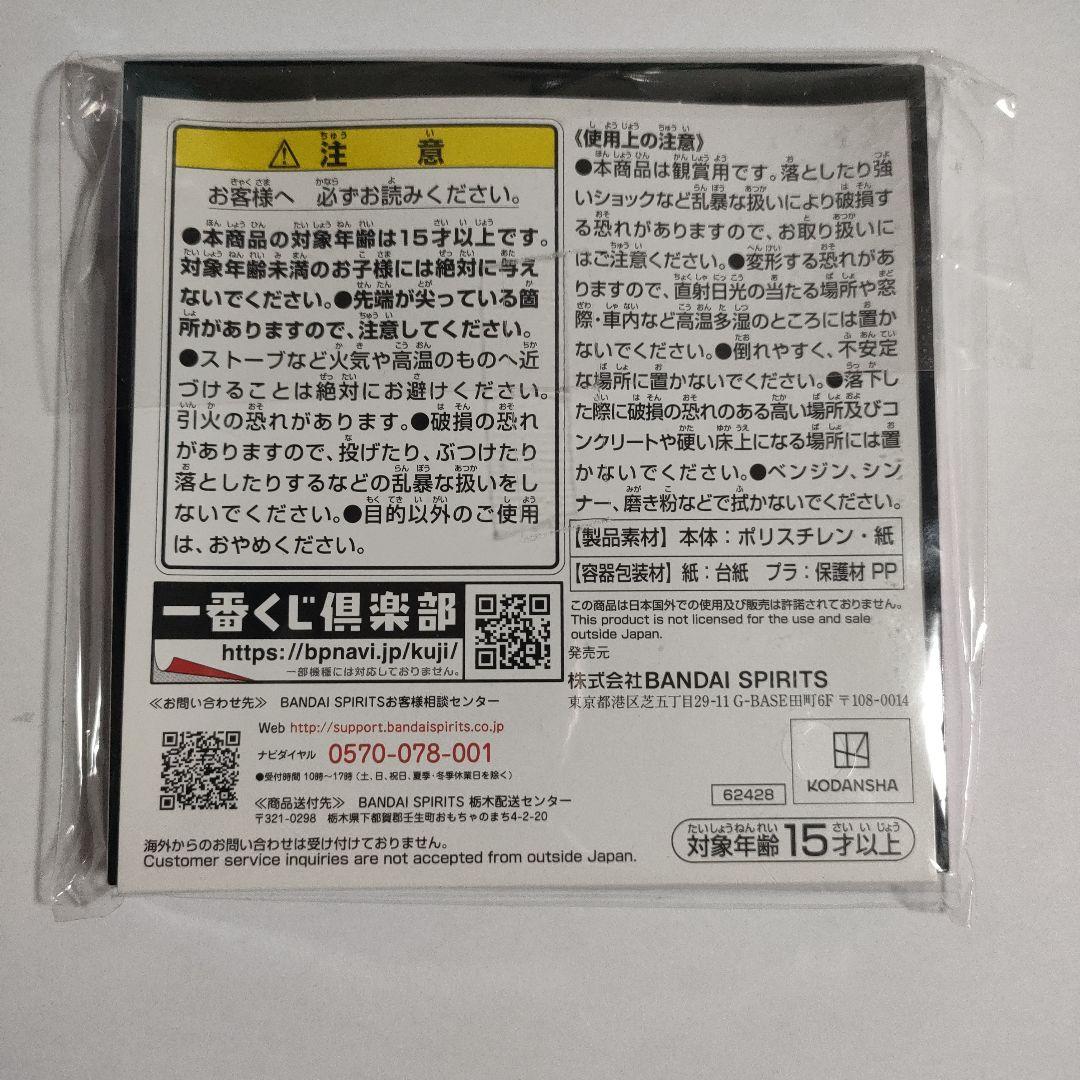 ⚠ 注意
お客様へ 必ずお読みください。
●本商品の対象年齢は15才以上です。
対象年齢未満のお子様には絶対に与え
ないでください。●先端が尖っている箇
所がありますので、注意してください。
●ストーブなど火気や高温のものへ近
づけることは絶対にお避けください。
引火の恐れがあります。●破損の恐れ
がありますので、投げたり、ぶつけたり
落としたりするなどの乱暴な扱いをし
ないでください。●目的以外のご使用
は、おやめください。
一番くじ倶楽部
https://bpnavi.jp/kuji/
一部機種には対応しておりません。
≪お問い合わせ先≫ BANDAI SPIRITSお客様相談センター
Web http://support.bandaispirits.co.jp
ナビダイヤル 0570-078-001
●受付時間 10時~17時(土、日、祝日、夏季・冬季休業日を除く)
≪商品送付先≫ BANDAI SPIRITS 栃木配送センター
〒321-0298 栃木県下都賀郡壬生町おもちゃのまち4-2-20
海外からのお問い合わせは受け付けておりません。
Customer service inquiries are not accepted from outside Japan.
《使用上の注意》
●本商品は観賞用です。落としたり強
いショックなど乱暴な扱いにより破損す
る恐れがありますので、お取り扱いに
はご注意ください。●変形する恐れがあ
りますので、直射日光の当たる場所や窓
際・車内など高温多湿のところには置か
ないでください。●倒れやすく、不安定
な場所に置かないでください。●落下し
た際に破損の恐れのある高い場所及びコ
ンクリートや硬い床上になる場所には置
かないでください。●ベンジン、シン
ナー、磨き粉などで拭かないでください。
【製品素材】本体:ポリスチレン・紙
【容器包装材】紙:台紙 プラ:保護材 PP
この商品は日本国外での使用及び販売は許諾されておりません。
This product is not licensed for the use and sale
outside Japan.
発売元
株式会社BANDAI SPIRITS
東京都港区芝五丁目29-11 G-BASE田町6F 〒108-0014
62428
KODANSHA
対象年齢 15才以上